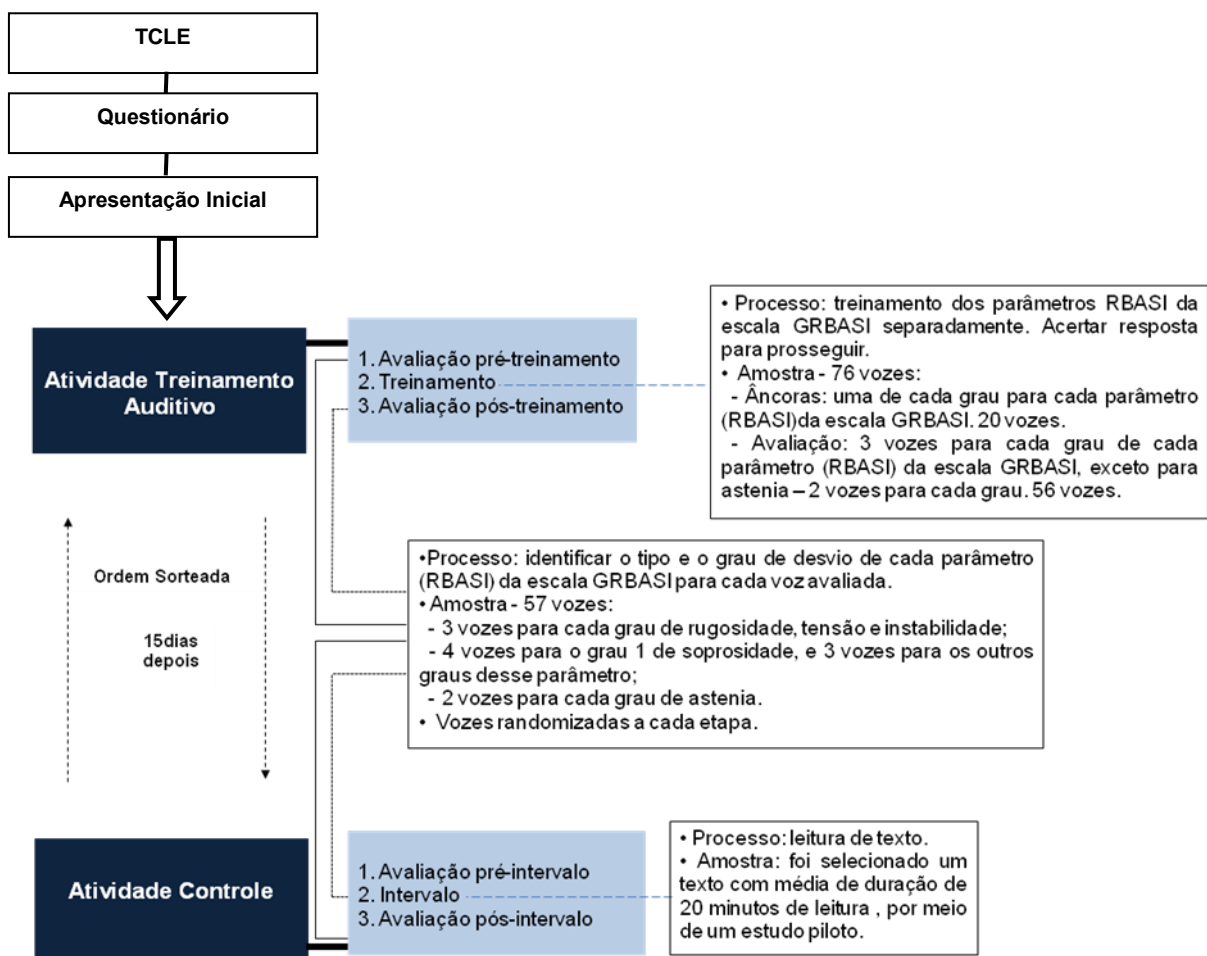 TCLE
Questionário
Apresentação Inicial
Atividade Treinamento
Auditivo
1. Avaliação pré-treinamento
2. Treinamento
3. Avaliação pós-treinamento
• Processo: treinamento dos parâmetros RBASI da
escala GRBASI separadamente. Acertar resposta
para prosseguir.
• Amostra - 76 vozes:
- Âncoras: uma de cada grau para cada parâmetro
(RBASI)da escala GRBASI. 20 vozes.
- Avaliação: 3 vozes para cada grau de cada
parâmetro (RBASI) da escala GRBASI, exceto para
astenia – 2 vozes para cada grau. 56 vozes.
Ordem Sorteada
15dias
depois
•Processo: identificar o tipo e o grau de desvio de cada parâmetro
(RBASI) da escala GRBASI para cada voz avaliada.
• Amostra - 57 vozes:
- 3 vozes para cada grau de rugosidade, tensão e instabilidade;
- 4 vozes para o grau 1 de soprosidade, e 3 vozes para os outros
graus desse parâmetro;
- 2 vozes para cada grau de astenia.
• Vozes randomizadas a cada etapa.
Atividade Controle
1. Avaliação pré-intervalo
2. Intervalo
3. Avaliação pós-intervalo
• Processo: leitura de texto.
• Amostra: foi selecionado um
texto com média de duração de
20 minutos de leitura , por meio
de um estudo piloto.